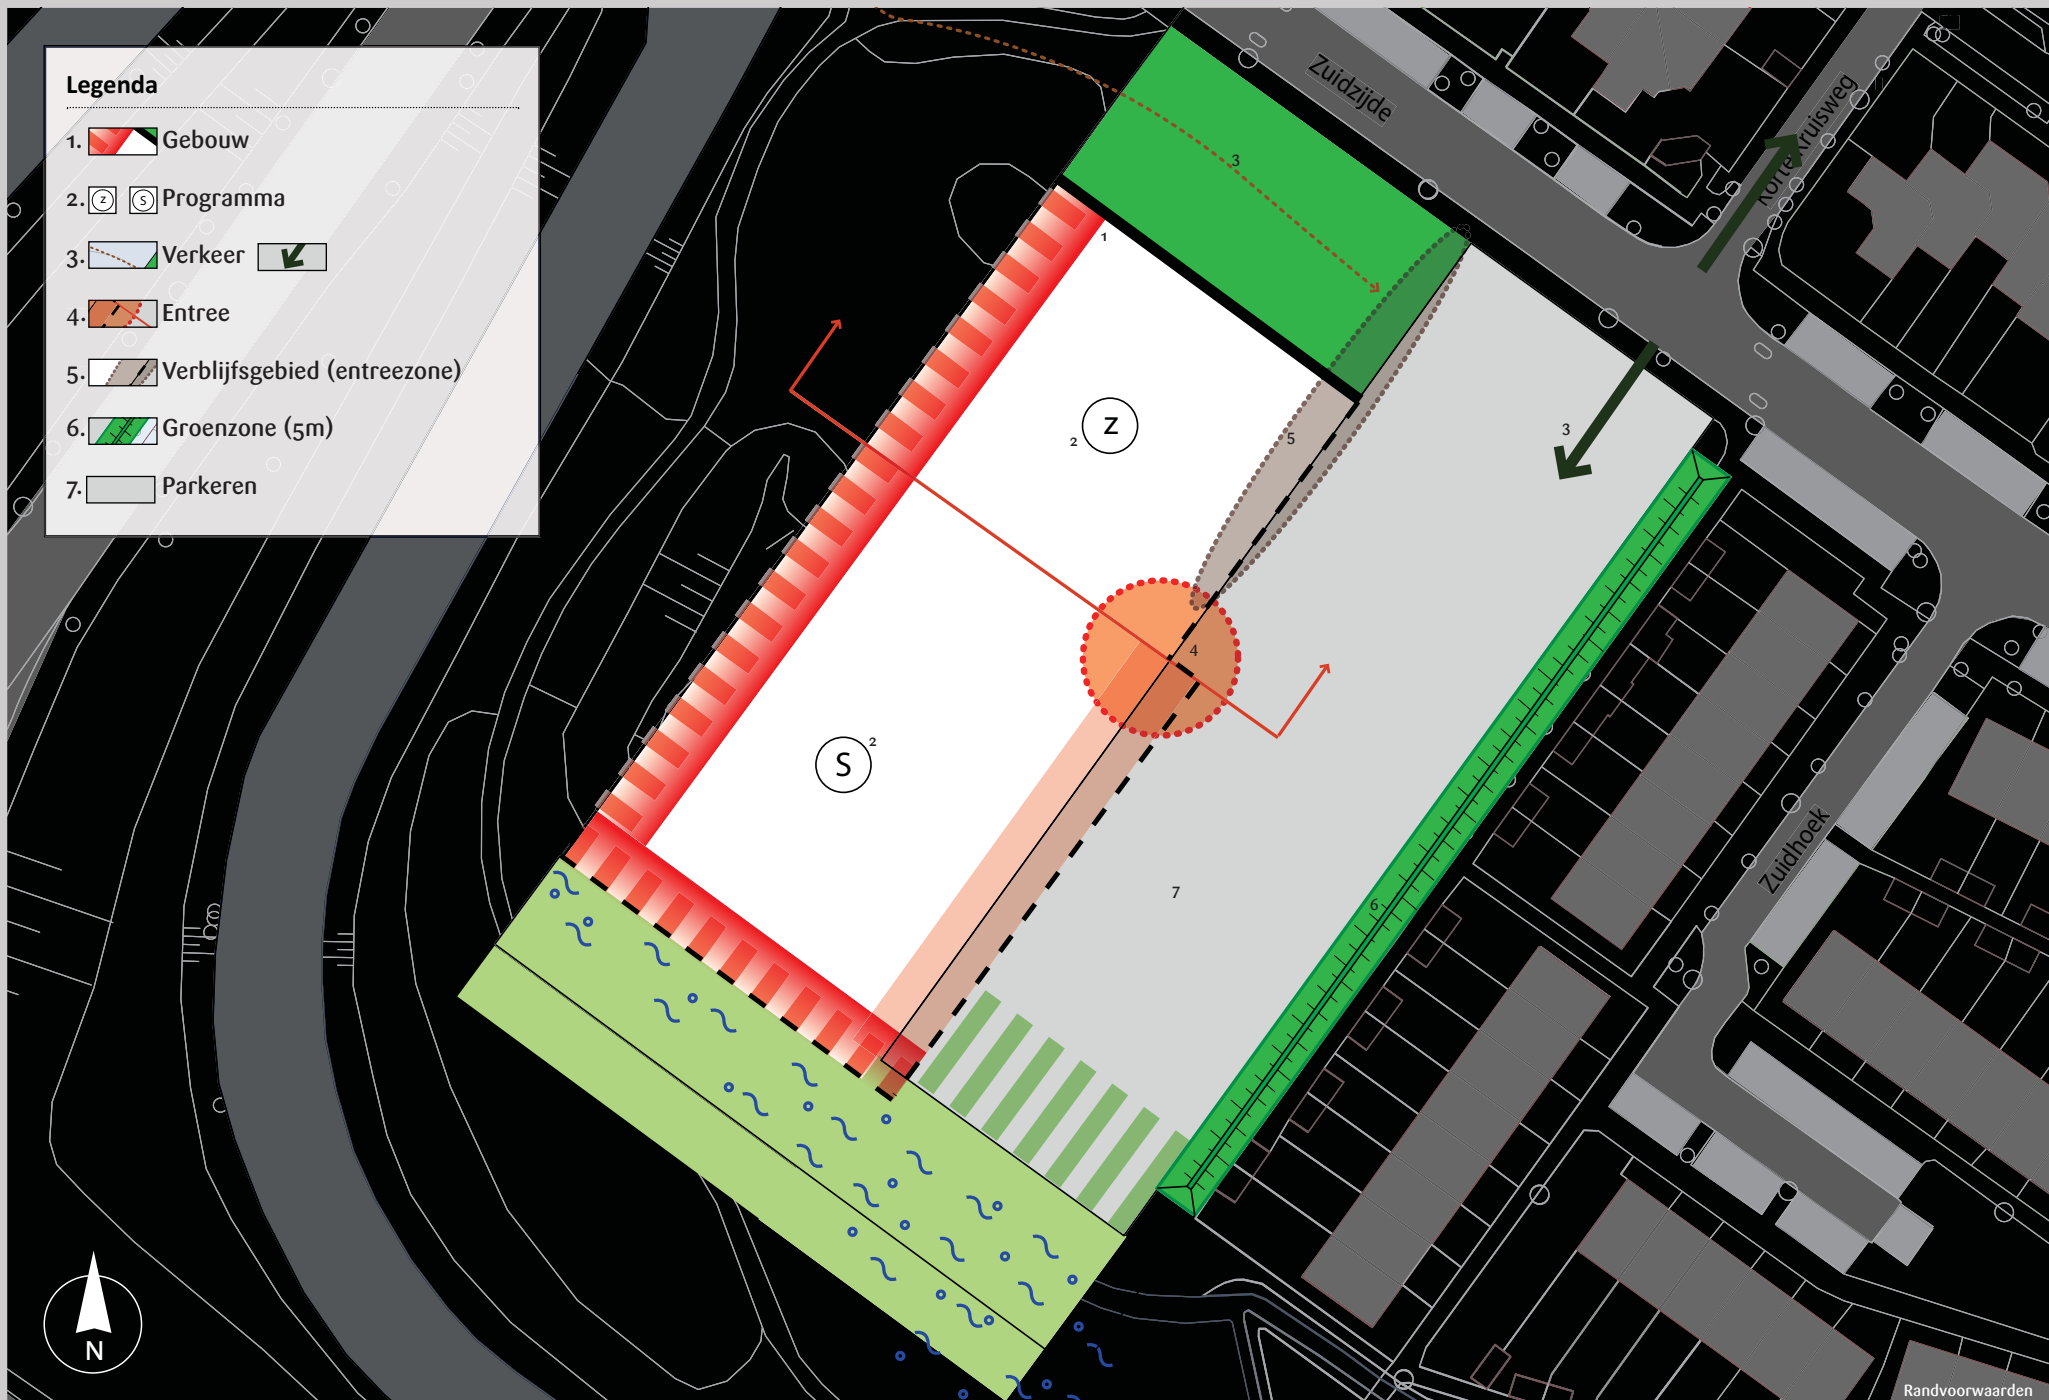 Legenda
1. Gebouw
2. z s Programma
3. Verkeer
4. Entree
5. Verblijfsgebied (entreezone)
6. Groenzone (5m)
7. Parkeren
Zuidzijde
Korte Kruisweg
3
1
z
2
5
3
4
S
2
7
6
Zuidhoek
N
Randvoorwaarden